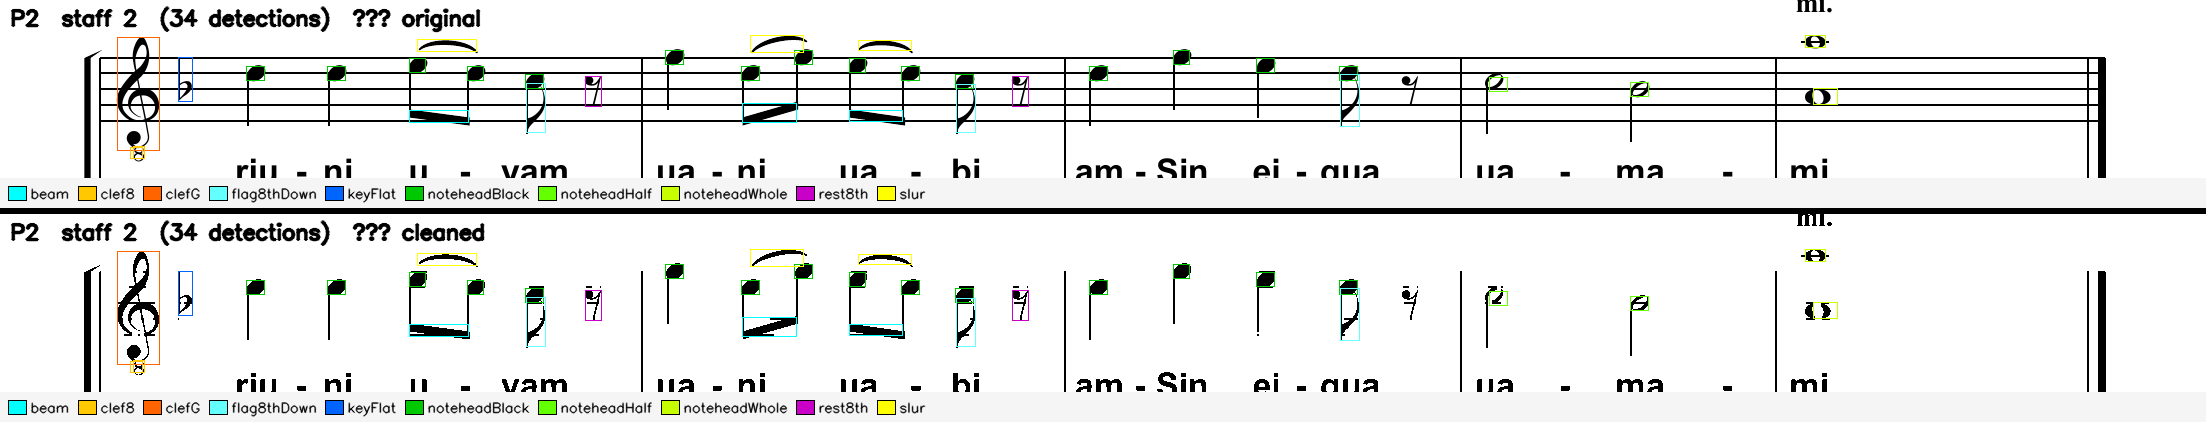 P2 staff 2 (34 detections) ??? original
mi.
riu - ni u - vam ua - ni ua - bi am - Sin ei - qua ua - ma - mi
beam clef8 clefG flag8thDown keyFlat noteheadBlack noteheadHalf noteheadWhole rest8th slur
P2 staff 2 (34 detections) ??? cleaned
mi.
riu - ni u - vam ua - ni ua - bi am - Sin ei - qua ua - ma - mi
beam clef8 clefG flag8thDown keyFlat noteheadBlack noteheadHalf noteheadWhole rest8th slur